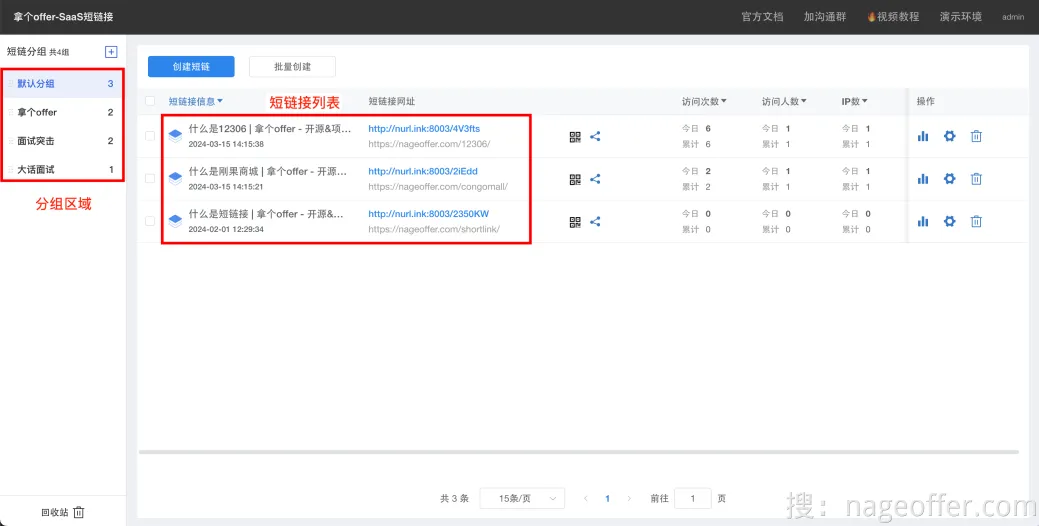 拿个offer-SaaS短链接
官方文档 加沟通群 🔥视频教程 演示环境 admin
短链分组 共4组
默认分组 3
拿个offer 2
面试突击 2
大话面试 1
分组区域
回收站
创建短链 批量创建
短链接信息 短链接列表 短链接网址 访问次数 访问人数 IP数 操作
什么是12306 | 拿个offer - 开源&项... http://nurl.ink:8003/4V3fts 今日 6 今日 1 今日 1
2024-03-15 14:15:38 https://nageoffer.com/12306/ 累计 6 累计 1 累计 1
什么是刚果商城 | 拿个offer - 开源... http://nurl.ink:8003/2iEdd 今日 2 今日 1 今日 1
2024-03-15 14:15:21 https://nageoffer.com/congomall/ 累计 2 累计 1 累计 1
什么是短链接 | 拿个offer - 开源&... http://nurl.ink:8003/2350KW 今日 0 今日 0 今日 0
2024-02-01 12:29:34 https://nageoffer.com/shortlink/ 累计 0 累计 0 累计 0
共 3 条 15条/页 1 前往 1 页
搜：nageoffer.com